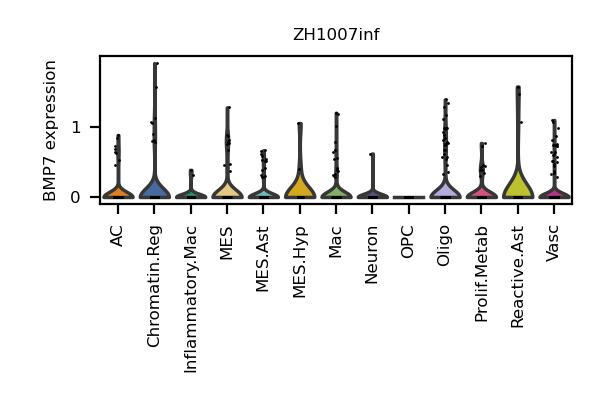 ZH1007inf
BMP7 expression
1
0
AC
Chromatin.Reg
Inflammatory.Mac
MES
MES.Ast
MES.Hyp
Mac
Neuron
OPC
Oligo
Prolif.Metab
Reactive.Ast
Vasc